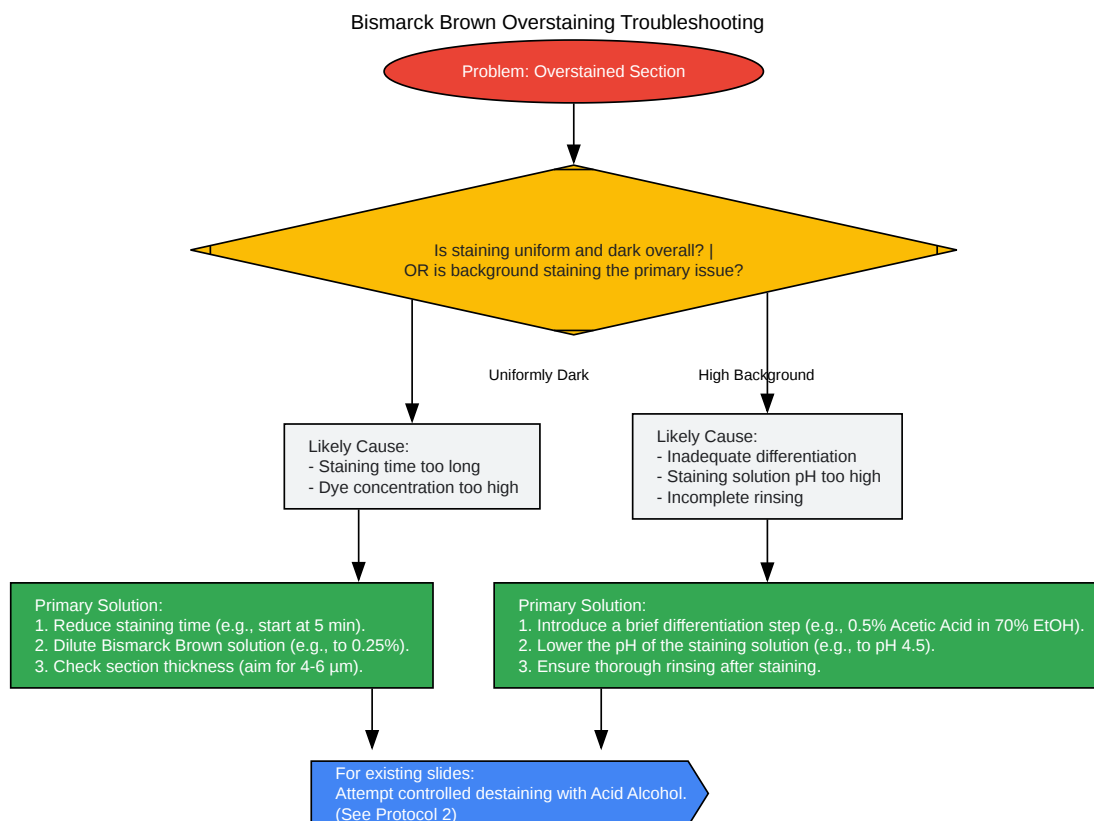 Bismarck Brown Overstaining Troubleshooting
Problem: Overstained Section
Is staining uniform and dark overall? |
OR is background staining the primary issue?
Uniformly Dark
High Background
Likely Cause:
- Staining time too long
- Dye concentration too high
Likely Cause:
- Inadequate differentiation
- Staining solution pH too high
- Incomplete rinsing
Primary Solution:
1. Reduce staining time (e.g., start at 5 min).
2. Dilute Bismarck Brown solution (e.g., to 0.25%).
3. Check section thickness (aim for 4-6 µm).
Primary Solution:
1. Introduce a brief differentiation step (e.g., 0.5% Acetic Acid in 70% EtOH).
2. Lower the pH of the staining solution (e.g., to pH 4.5).
3. Ensure thorough rinsing after staining.
For existing slides:
Attempt controlled destaining with Acid Alcohol.
(See Protocol 2)